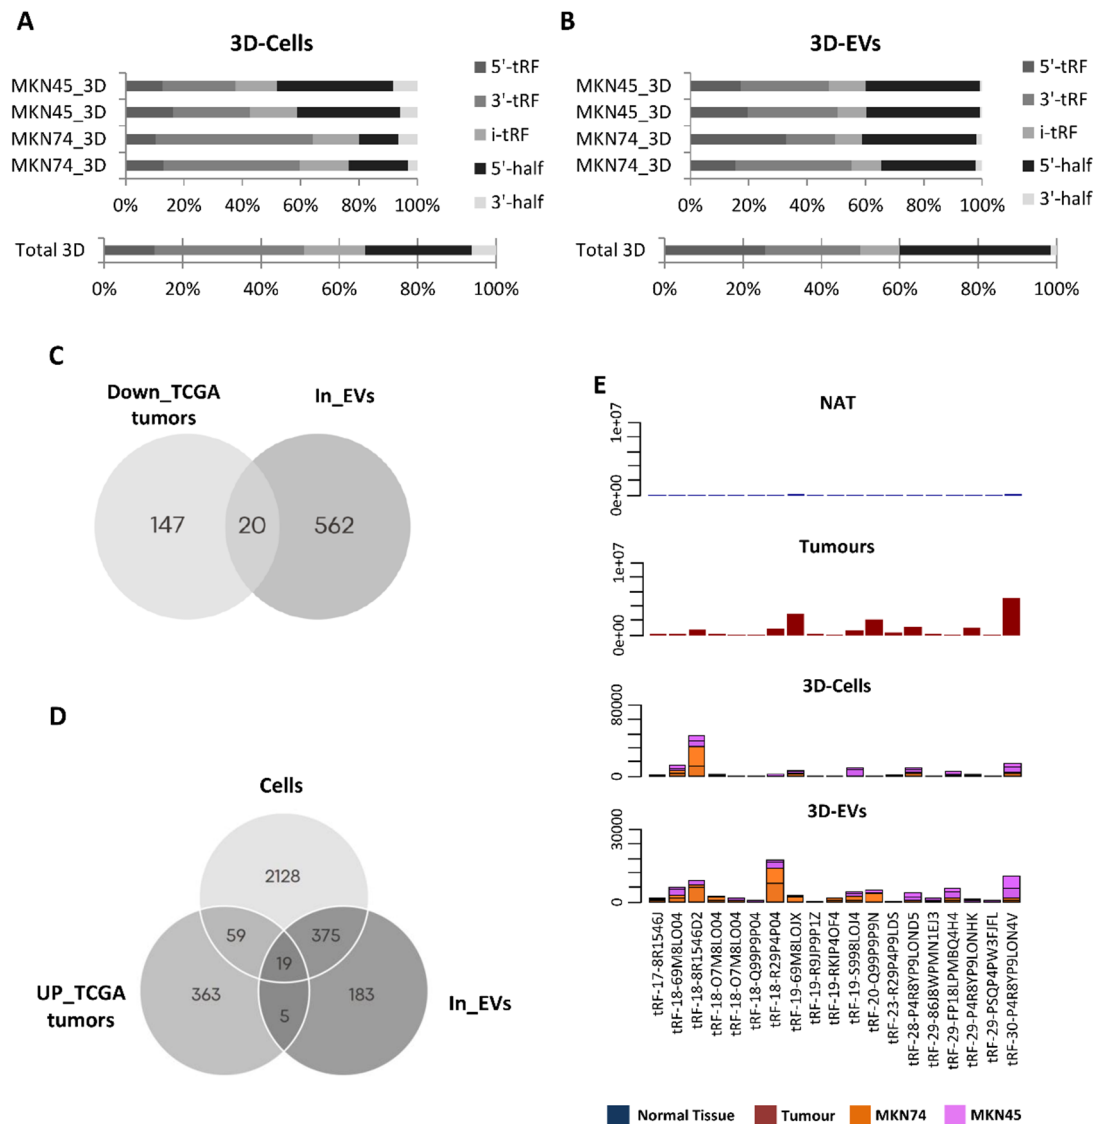 A
3D-Cells
MKN45_3D
MKN45_3D
MKN74_3D
MKN74_3D
0% 20% 40% 60% 80% 100%
5'-tRF
3'-tRF
i-tRF
5'-half
3'-half
Total 3D
0% 20% 40% 60% 80% 100%
B
3D-EVs
MKN45_3D
MKN45_3D
MKN74_3D
MKN74_3D
0% 20% 40% 60% 80% 100%
5'-tRF
3'-tRF
i-tRF
5'-half
3'-half
Total 3D
0% 20% 40% 60% 80% 100%
C
Down_TCGA
tumors
In_EVs
147 20 562
D
Cells
2128
59 375
19
363 183
5
UP_TCGA
tumors
In_EVs
E
NAT
1e+07
0e+00
Tumours
1e+07
0e+00
3D-Cells
80000
0
3D-EVs
30000
0
tRF-17-8R1546J
tRF-18-69M8LO04
tRF-18-8R1546D2
tRF-18-O7M8LO04
tRF-18-O7M8LO04
tRF-18-Q99P9P04
tRF-18-R29P4P04
tRF-19-69M8LOJX
tRF-19-R9JP9P1Z
tRF-19-RKIP4OF4
tRF-19-S998LOJ4
tRF-20-Q99P9P9N
tRF-23-R29P4P9LDS
tRF-28-P4R8YP9LOND5
tRF-29-86J8WPMN1EJ3
tRF-29-FP18LPMBQ4H4
tRF-29-P4R8YP9LONHK
tRF-29-PSQP4PW3FJFL
tRF-30-P4R8YP9LON4V
Normal Tissue Tumour MKN74 MKN45